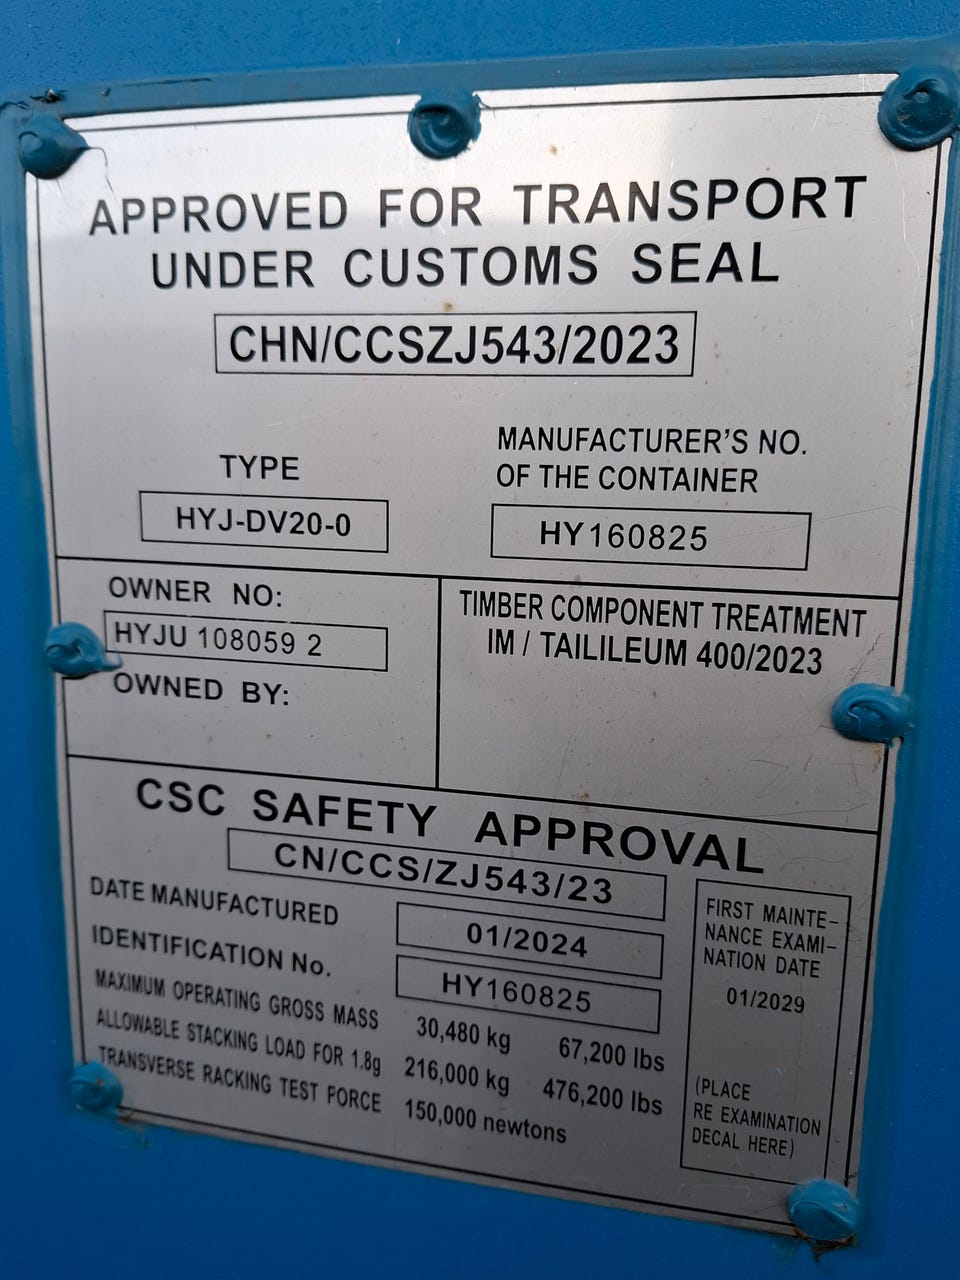 APPROVED FOR TRANSPORT
UNDER CUSTOMS SEAL
CHN/CCSZJ543/2023
TYPE
HYJ-DV20-0
MANUFACTURER'S NO.
OF THE CONTAINER
HY160825
OWNER NO:
HYJU 108059 2
OWNED BY:
TIMBER COMPONENT TREATMENT
IM / TAILILEUM 400/2023
CSC SAFETY APPROVAL
CN/CCS/ZJ543/23
DATE MANUFACTURED 01/2024
IDENTIFICATION No. HY160825
MAXIMUM OPERATING GROSS MASS 30,480 kg 67,200 lbs
ALLOWABLE STACKING LOAD FOR 1.8g 216,000 kg 476,200 lbs
TRANSVERSE RACKING TEST FORCE 150,000 newtons
FIRST MAINTE-
NANCE EXAMI-
NATION DATE
01/2029
(PLACE
RE EXAMINATION
DECAL HERE)